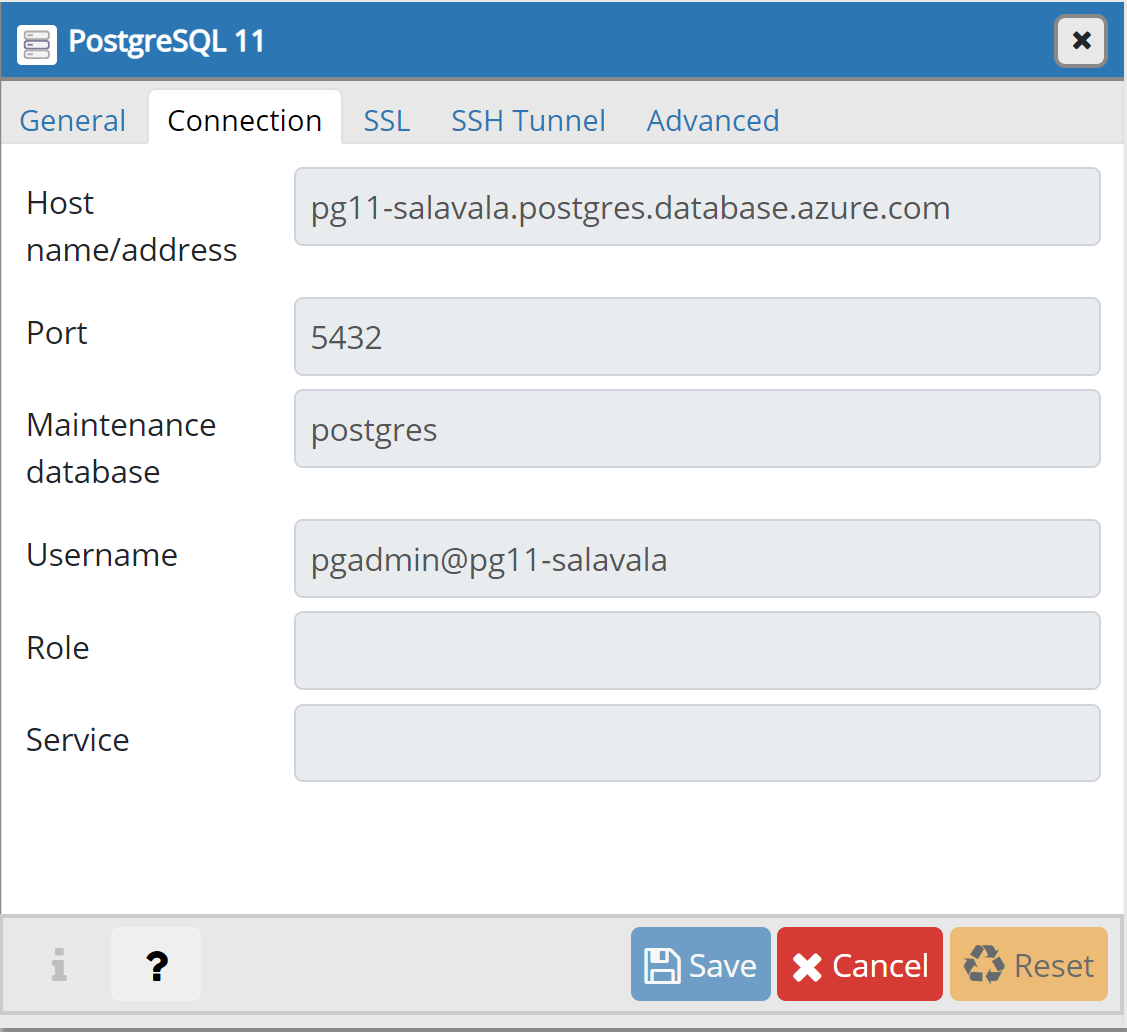 PostgreSQL 11
General Connection SSL SSH Tunnel Advanced
Host
name/address
pg11-salavala.postgres.database.azure.com
Port
5432
Maintenance
database
postgres
Username
pgadmin@pg11-salavala
Role
Service
i ? Save Cancel Reset